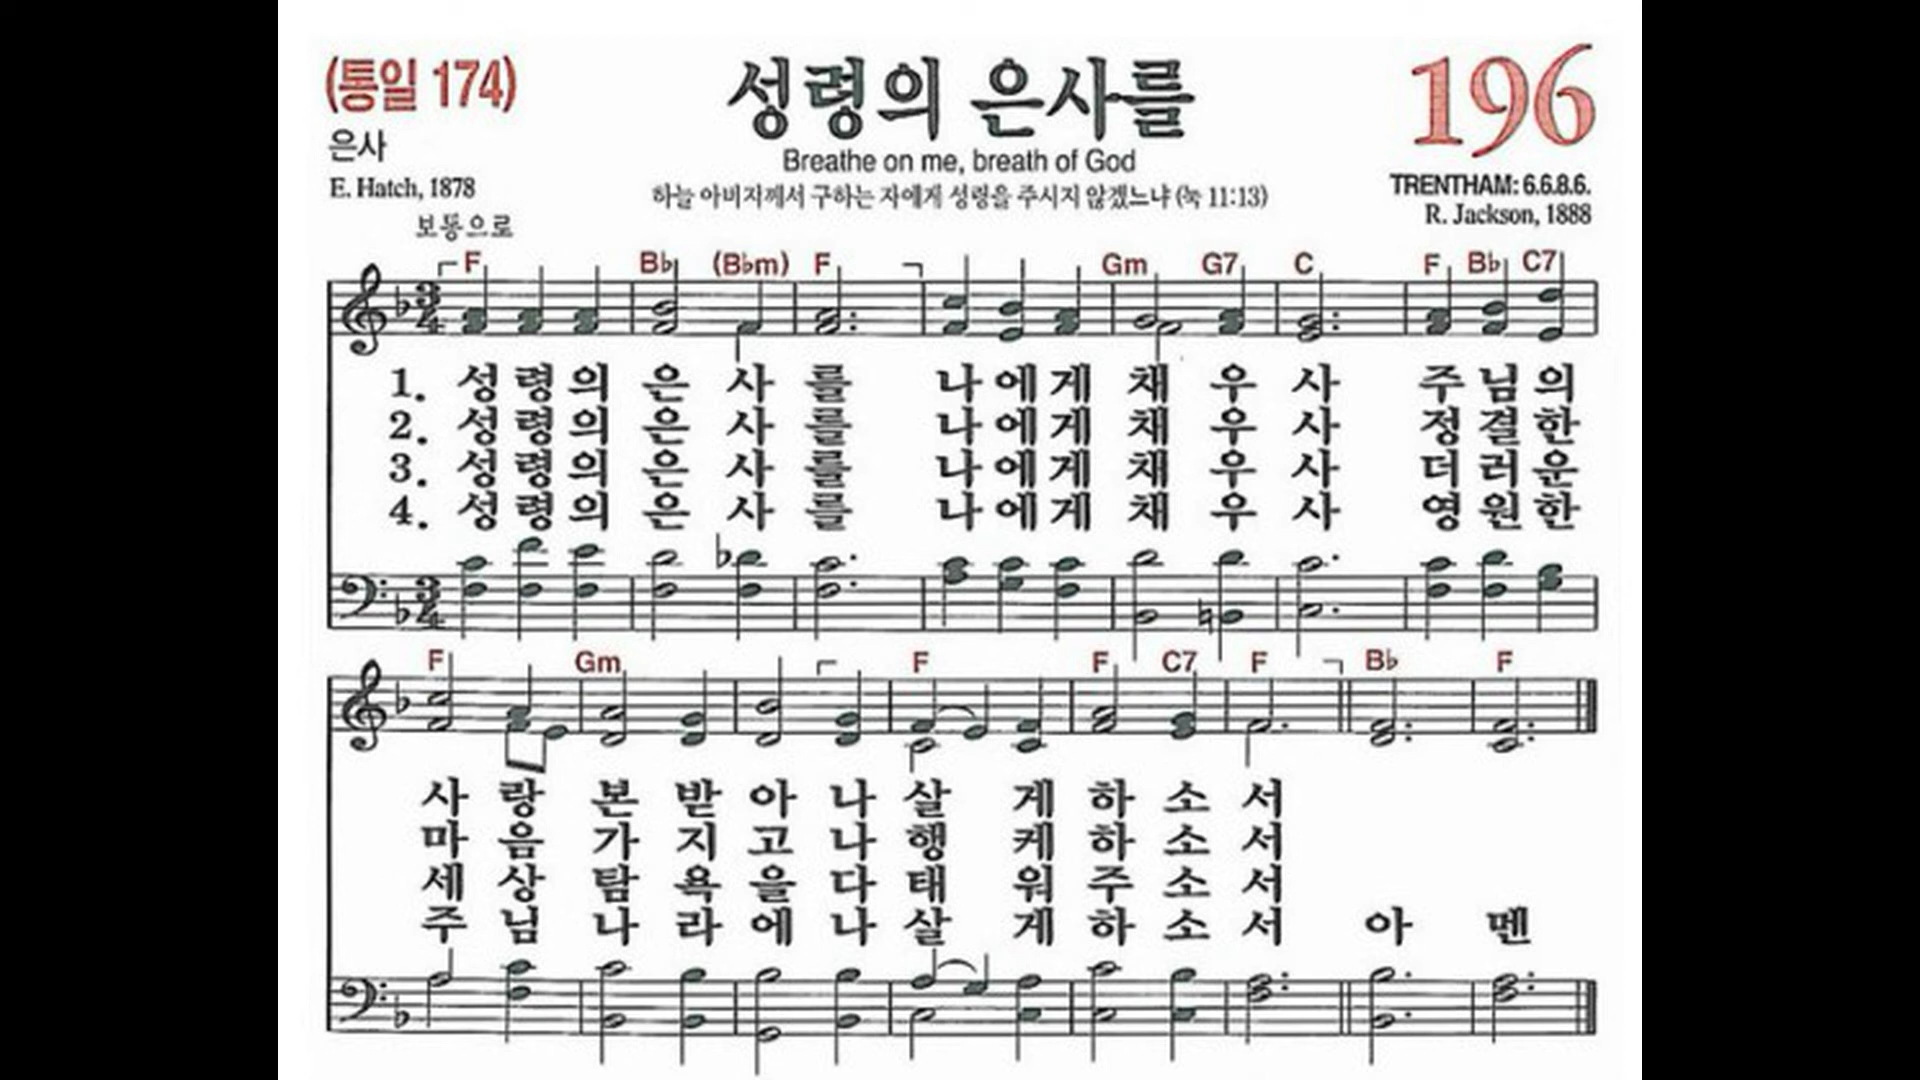 (통일 174)
성령의 은사를
196
은사
Breathe on me, breath of God
E. Hatch, 1878
하늘 아버지께서 구하는 자에게 성령을 주시지 않겠느냐 (눅 11:13)
TRENTHAM: 6.6.8.6.
R. Jackson, 1888
보통으로
F B♭ (B♭m) F Gm G7 C F B♭ C7
3 4
1. 성 령 의 은 사 를 나 에 게 채 우 사 주 님 의
2. 성 령 의 은 사 를 나 에 게 채 우 사 정 결 한
3. 성 령 의 은 사 를 나 에 게 채 우 사 더 러 운
4. 성 령 의 은 사 를 나 에 게 채 우 사 영 원 한
3 4
F Gm F F C7 F B♭ F
사 랑 본 받 아 나 살 게 하 소 서
마 음 가 지 고 나 행 케 하 소 서
세 상 탐 욕 을 다 태 워 주 소 서
주 님 나 라 에 나 살 게 하 소 서 아 멘